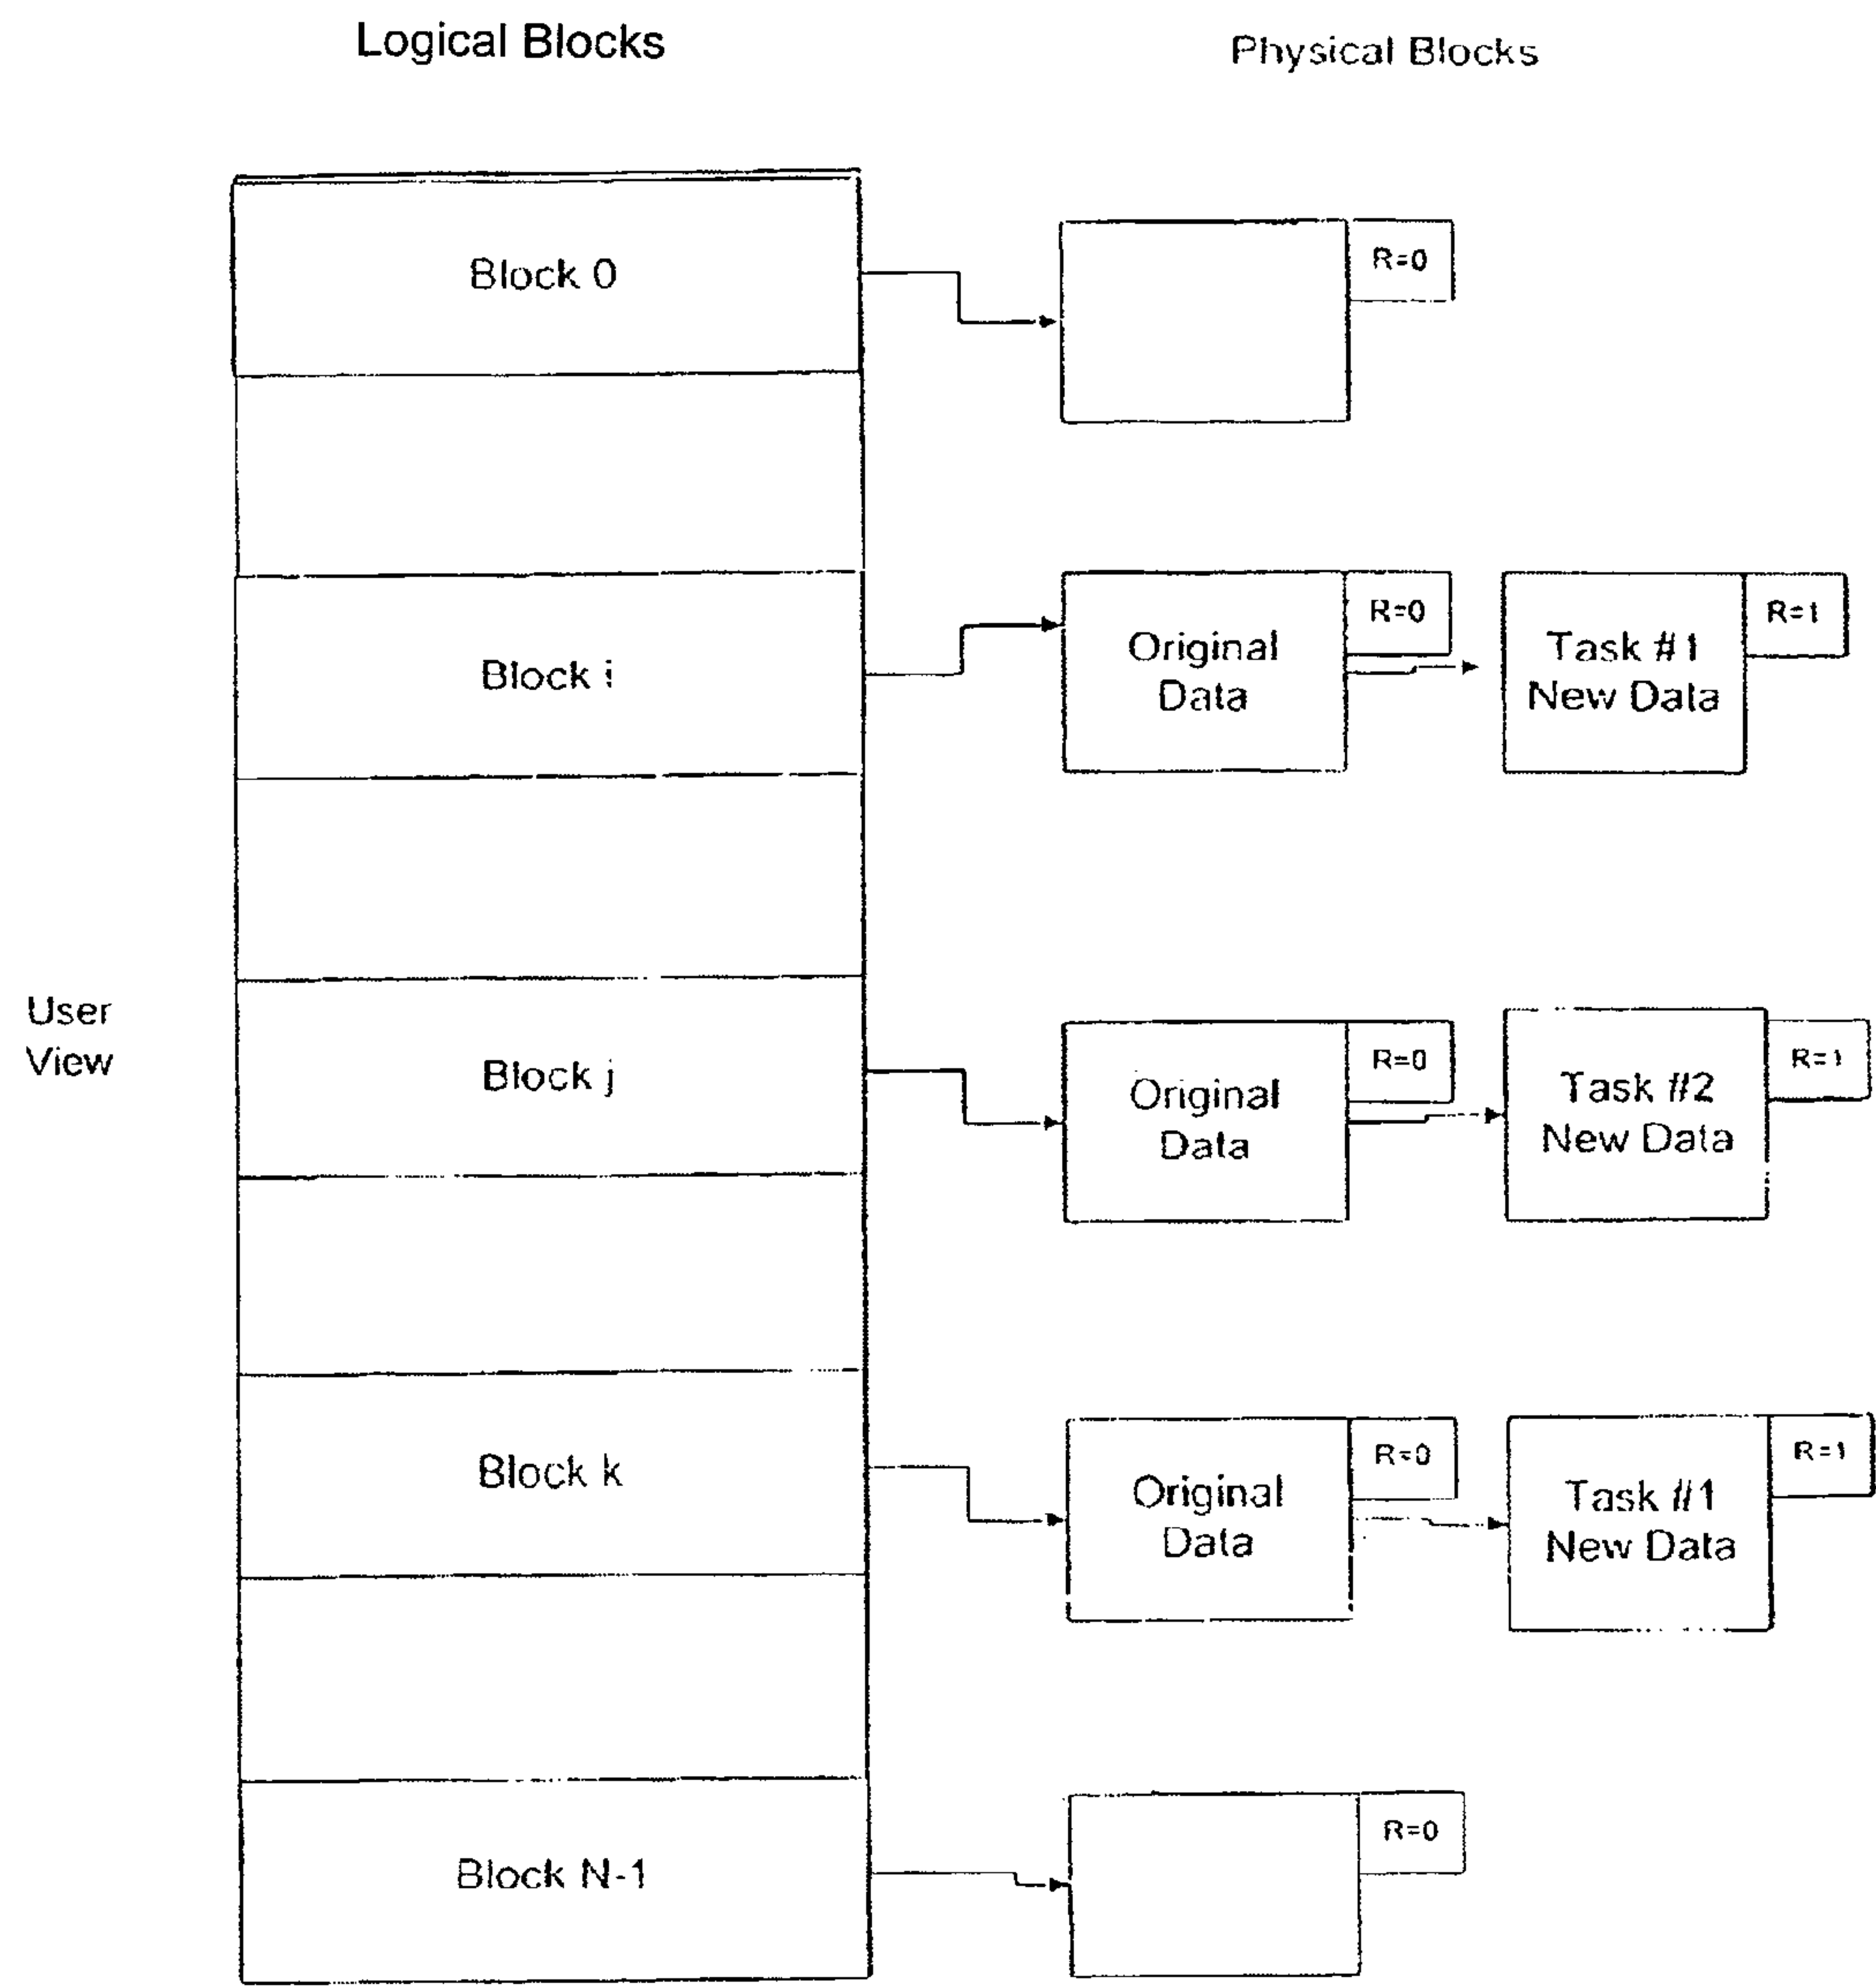 Logical Blocks
Physical Blocks
Block 0
R=0
Block i
Original
Data
R=0
Task #1
New Data
R=1
User
View
Block j
Original
Data
R=0
Task #2
New Data
R=1
Block k
Original
Data
R=0
Task #1
New Data
R=1
Block N-1
R=0